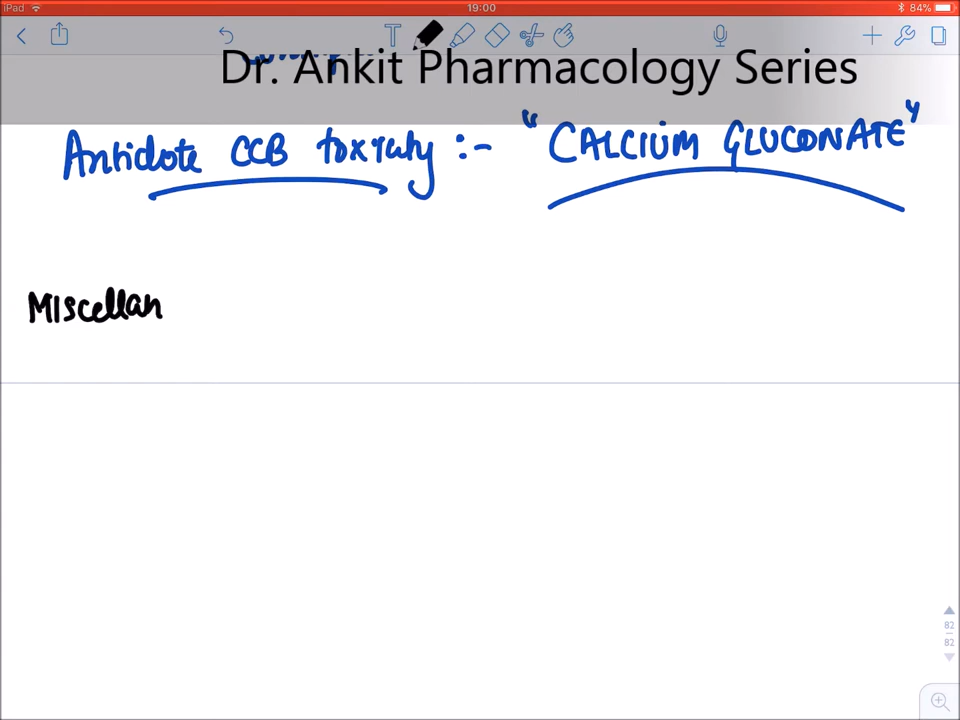 iPad 19:00 84%
T
Dr. Ankit Pharmacology Series
Antidote CCB toxicity :- "CALCIUM GLUCONATE"
Miscellan
82
82